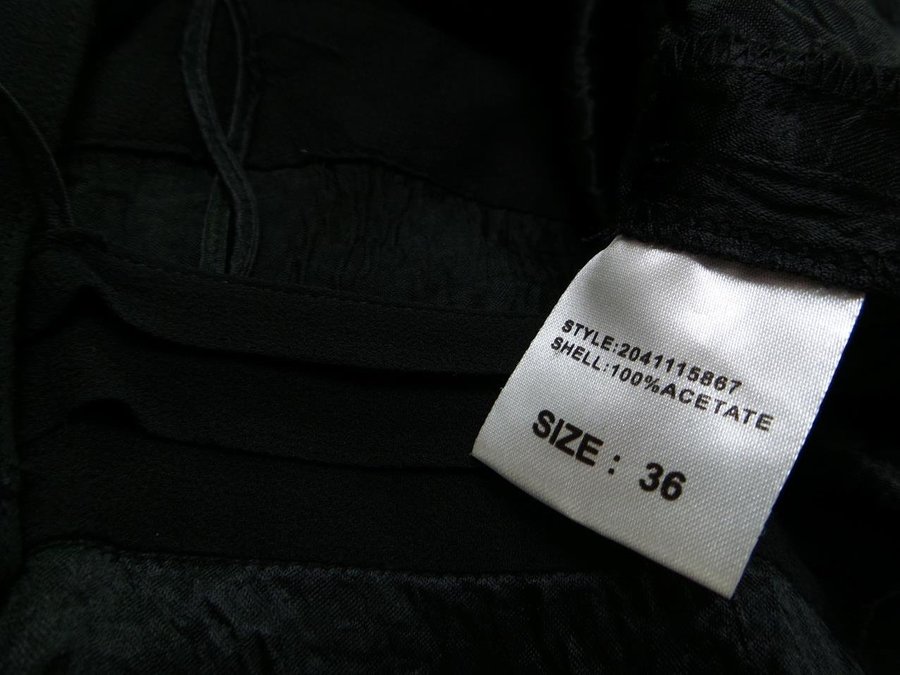 STYLE:2041115867
SHELL:100%ACETATE
SIZE : 36